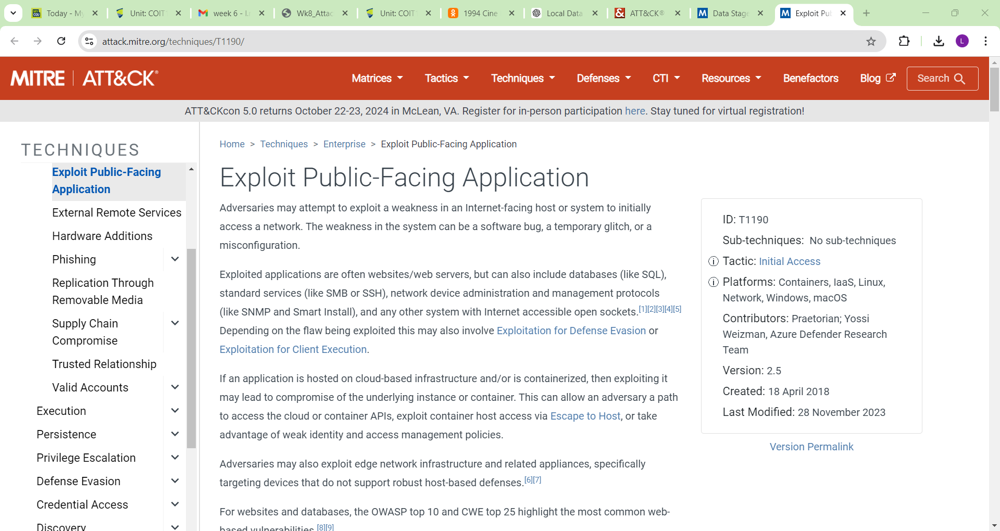 Today - My
Unit: COIT
week 6 - l.
Wk8_Attac
Unit: COIT
1994 Cine
Local Data
ATT&CK®
Data Stage
Exploit Pu
attack.mitre.org/techniques/T1190/
L
MITRE | ATT&CK®
Matrices
Tactics
Techniques
Defenses
CTI
Resources
Benefactors
Blog
Search
ATT&CKcon 5.0 returns October 22-23, 2024 in McLean, VA. Register for in-person participation here. Stay tuned for virtual registration!
TECHNIQUES
Exploit Public-Facing
Application
External Remote Services
Hardware Additions
Phishing
Replication Through
Removable Media
Supply Chain
Compromise
Trusted Relationship
Valid Accounts
Execution
Persistence
Privilege Escalation
Defense Evasion
Credential Access
Discovery
Home > Techniques > Enterprise > Exploit Public-Facing Application
Exploit Public-Facing Application
Adversaries may attempt to exploit a weakness in an Internet-facing host or system to initially
access a network. The weakness in the system can be a software bug, a temporary glitch, or a
misconfiguration.
Exploited applications are often websites/web servers, but can also include databases (like SQL),
standard services (like SMB or SSH), network device administration and management protocols
(like SNMP and Smart Install), and any other system with Internet accessible open sockets.[1][2][3][4][5]
Depending on the flaw being exploited this may also involve Exploitation for Defense Evasion or
Exploitation for Client Execution.
If an application is hosted on cloud-based infrastructure and/or is containerized, then exploiting it
may lead to compromise of the underlying instance or container. This can allow an adversary a path
to access the cloud or container APIs, exploit container host access via Escape to Host, or take
advantage of weak identity and access management policies.
Adversaries may also exploit edge network infrastructure and related appliances, specifically
targeting devices that do not support robust host-based defenses.[6][7]
For websites and databases, the OWASP top 10 and CWE top 25 highlight the most common web-
based vulnerabilities.[8][9]
ID: T1190
Sub-techniques: No sub-techniques
Tactic: Initial Access
Platforms: Containers, IaaS, Linux,
Network, Windows, macOS
Contributors: Praetorian; Yossi
Weizman, Azure Defender Research
Team
Version: 2.5
Created: 18 April 2018
Last Modified: 28 November 2023
Version Permalink